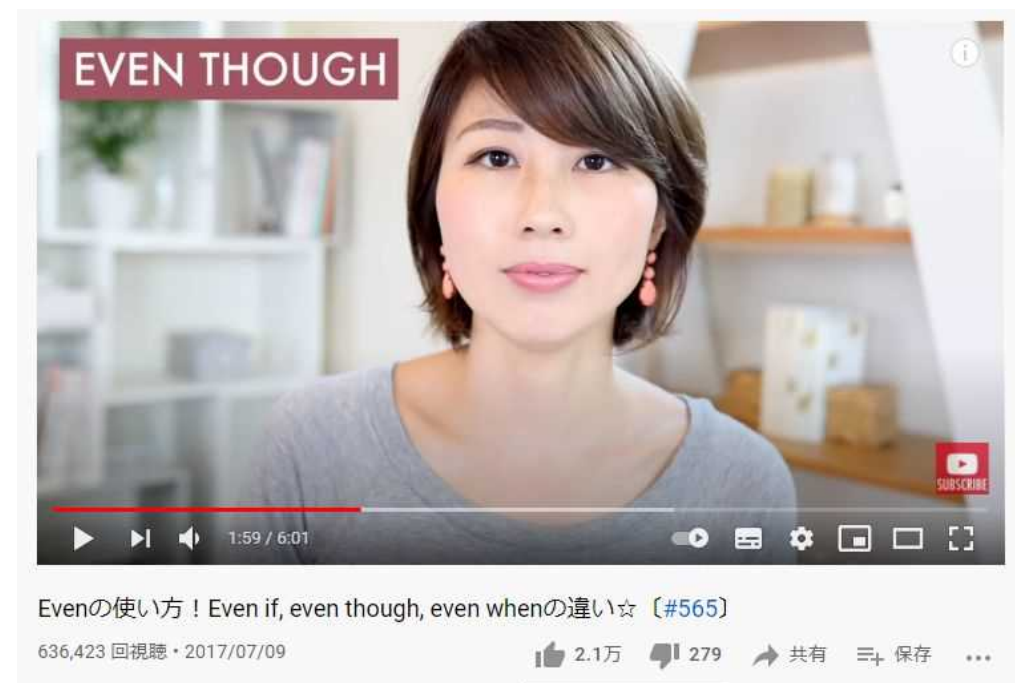 EVEN THOUGH
SUBSCRIBE
1:59 / 6:01
Evenの使い方！Even if, even though, even whenの違い☆〔#565〕
636,423 回視聴・2017/07/09 2.1万 279 共有 保存